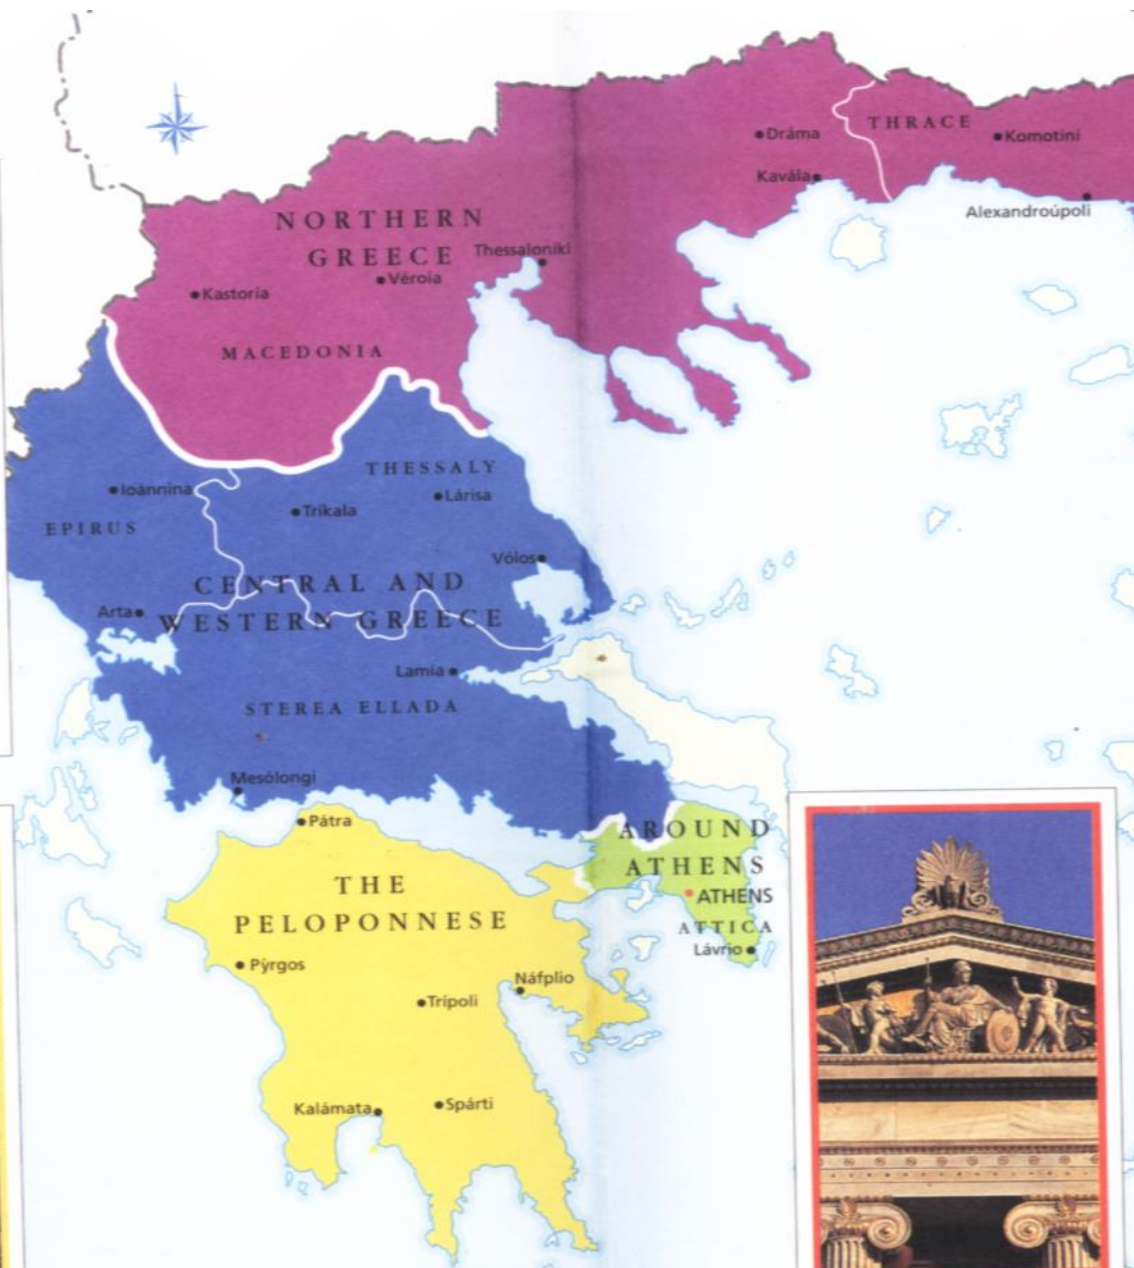 THRACE
Dráma
Komotiní
Kavála
Alexandroúpoli
NORTHERN
GREECE
Thessaloníki
Véroia
Kastoría
MACEDONIA
THESSALY
Ioánnina
Lárisa
Tríkala
EPIRUS
Vólos
CENTRAL AND
WESTERN GREECE
Arta
Lamía
STEREA ELLADA
Mesólongi
Pátra
AROUND
ATHENS
THE
PELOPONNESE
ATHENS
ATTICA
Lávrio
Pýrgos
Náfplio
Trípoli
Kalámata
Spárti